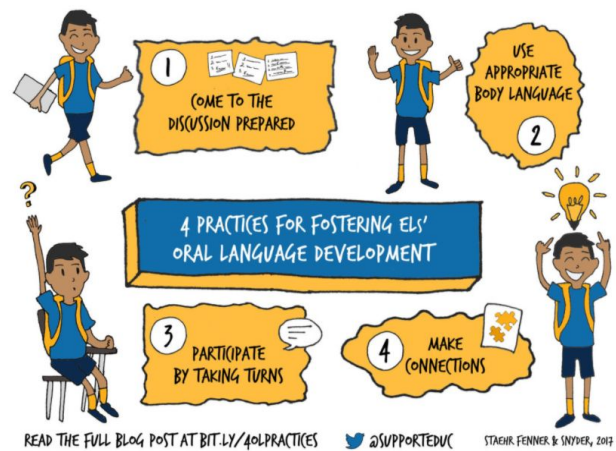 1
COME TO THE
DISCUSSION PREPARED
USE
APPROPRIATE
BODY LANGUAGE
2
?
4 PRACTICES FOR FOSTERING ELS'
ORAL LANGUAGE DEVELOPMENT
3
PARTICIPATE
BY TAKING TURNS
4
MAKE
CONNECTIONS
READ THE FULL BLOG POST AT BIT.LY/4OLPRACTICES
@SUPPORTEDUC
STAEHR FENNER & SNYDER, 2017